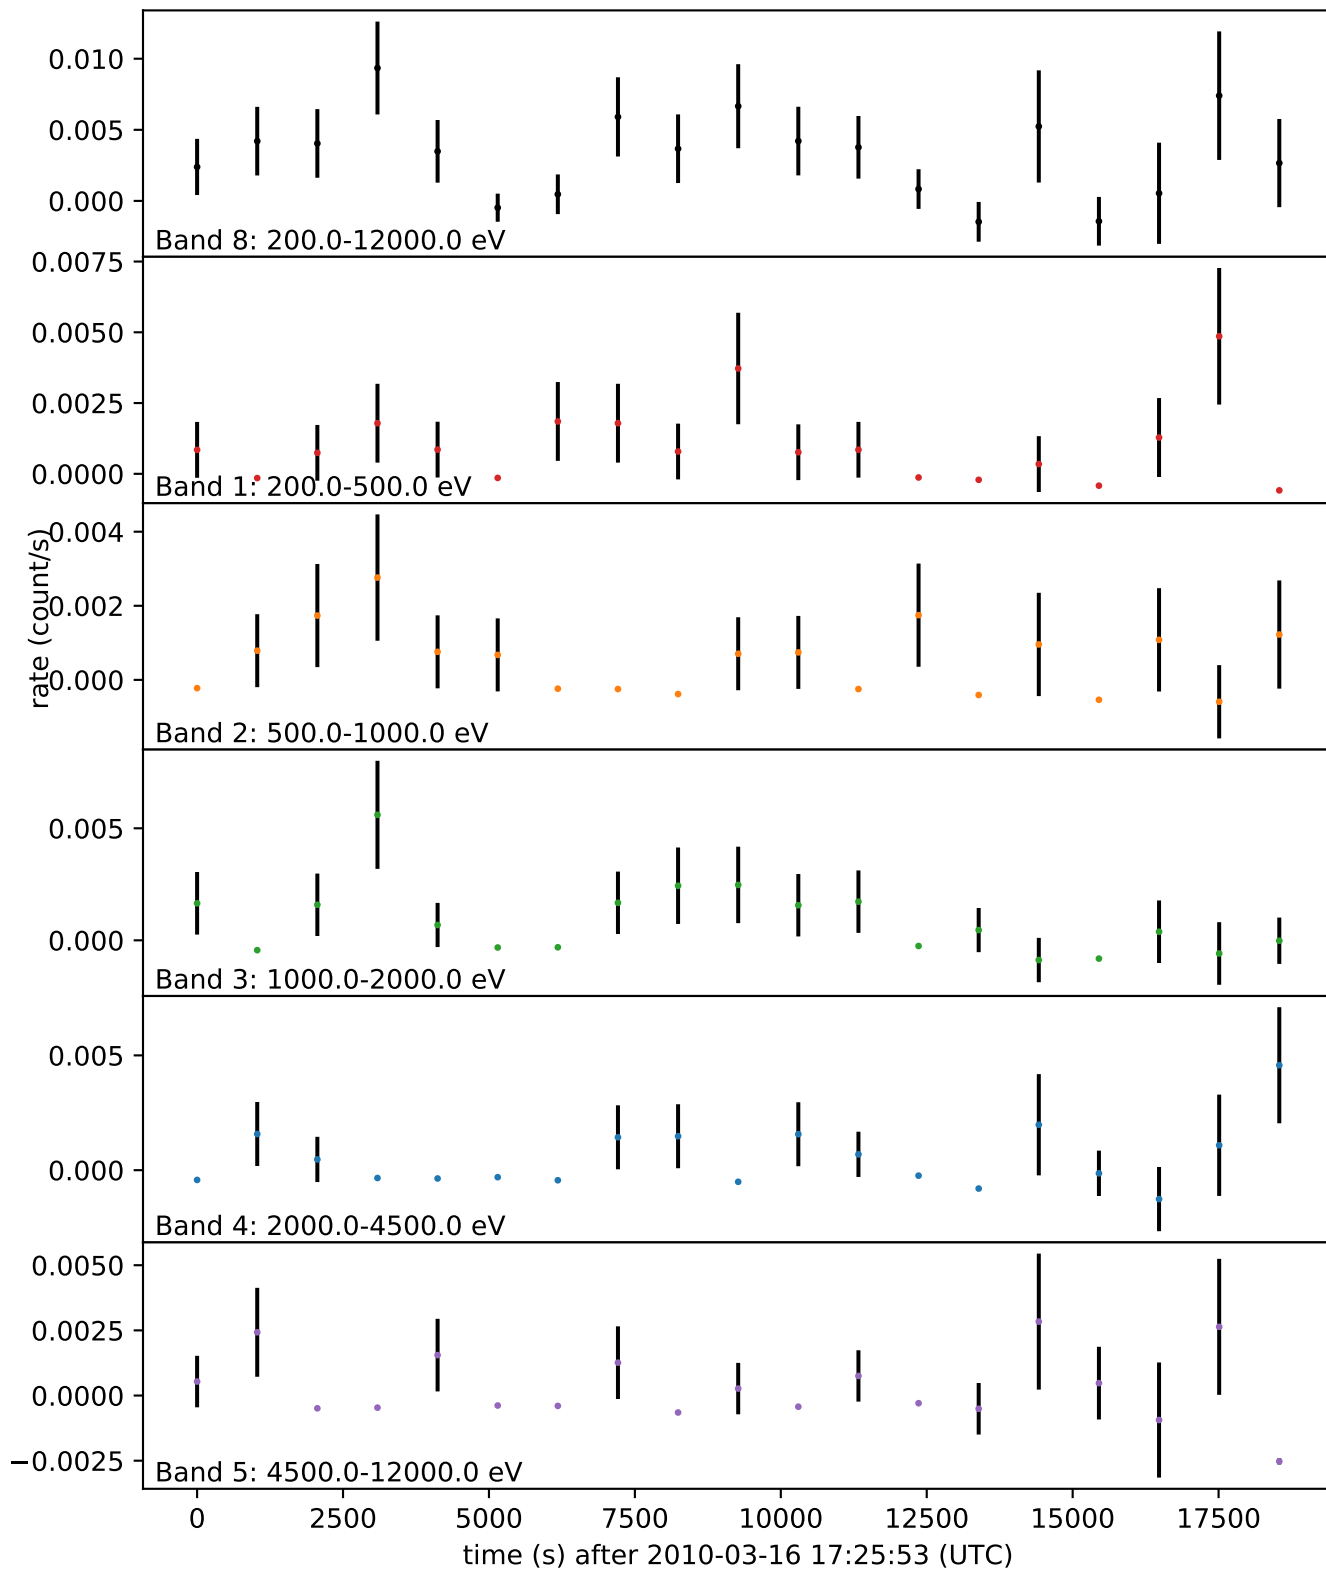 0.010
0.005
0.000
Band 8: 200.0-12000.0 eV
0.0075
0.0050
0.0025
0.0000
Band 1: 200.0-500.0 eV
rate (count/s)
0.004
0.002
0.000
Band 2: 500.0-1000.0 eV
0.005
0.000
Band 3: 1000.0-2000.0 eV
0.005
0.000
Band 4: 2000.0-4500.0 eV
0.0050
0.0025
0.0000
−0.0025
Band 5: 4500.0-12000.0 eV
0 2500 5000 7500 10000 12500 15000 17500
time (s) after 2010-03-16 17:25:53 (UTC)